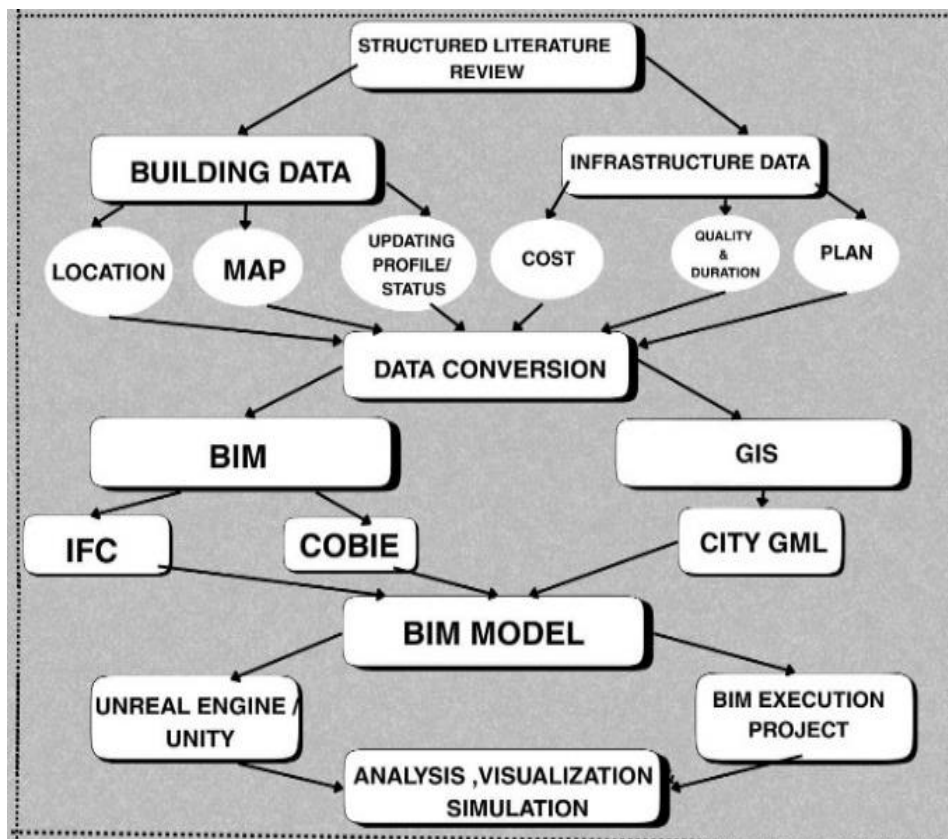 STRUCTURED LITERATURE
REVIEW
BUILDING DATA
INFRASTRUCTURE DATA
LOCATION
MAP
UPDATING
PROFILE/
STATUS
COST
QUALITY
&
DURATION
PLAN
DATA CONVERSION
BIM
GIS
IFC
COBIE
CITY GML
BIM MODEL
UNREAL ENGINE /
UNITY
BIM EXECUTION
PROJECT
ANALYSIS ,VISUALIZATION
SIMULATION